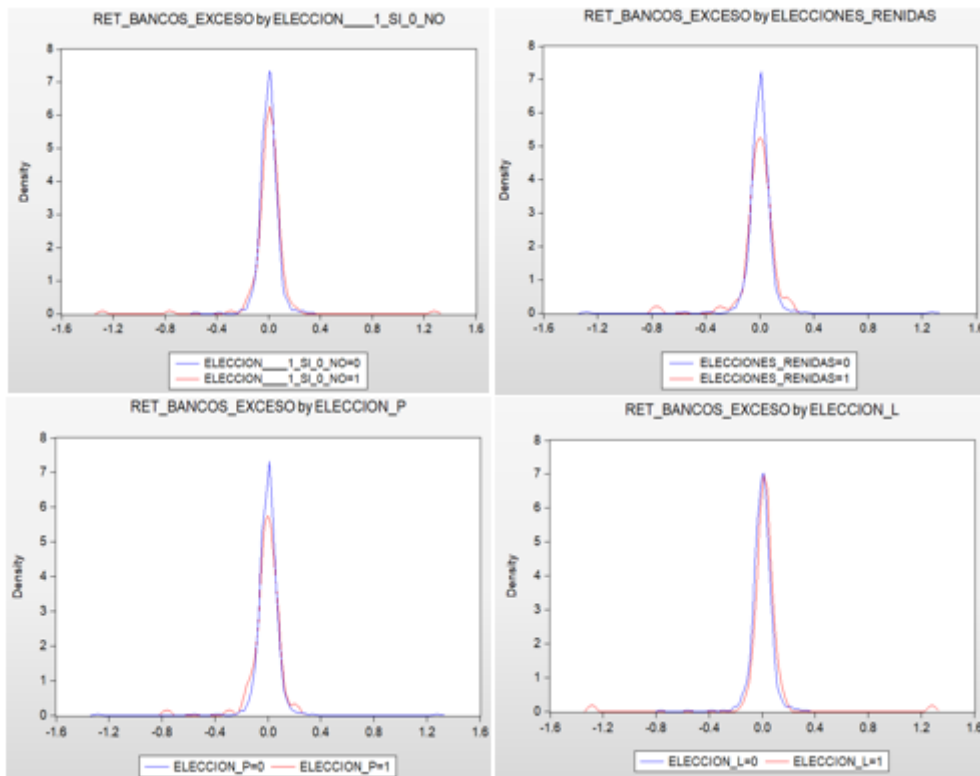 RET_BANCOS_EXCESO by ELECCION____1_SI_0_NO
8
7
6
5
4
3
2
1
0
Density
-1.6 -1.2 -0.8 -0.4 0.0 0.4 0.8 1.2 1.6
ELECCION____1_SI_0_NO=0
ELECCION____1_SI_0_NO=1
RET_BANCOS_EXCESO by ELECCIONES_RENIDAS
8
7
6
5
4
3
2
1
0
Density
-1.6 -1.2 -0.8 -0.4 0.0 0.4 0.8 1.2 1.6
ELECCIONES_RENIDAS=0
ELECCIONES_RENIDAS=1
RET_BANCOS_EXCESO by ELECCION_P
8
7
6
5
4
3
2
1
0
Density
-1.6 -1.2 -0.8 -0.4 0.0 0.4 0.8 1.2 1.6
ELECCION_P=0 ELECCION_P=1
RET_BANCOS_EXCESO by ELECCION_L
8
7
6
5
4
3
2
1
0
Density
-1.6 -1.2 -0.8 -0.4 0.0 0.4 0.8 1.2 1.6
ELECCION_L=0 ELECCION_L=1